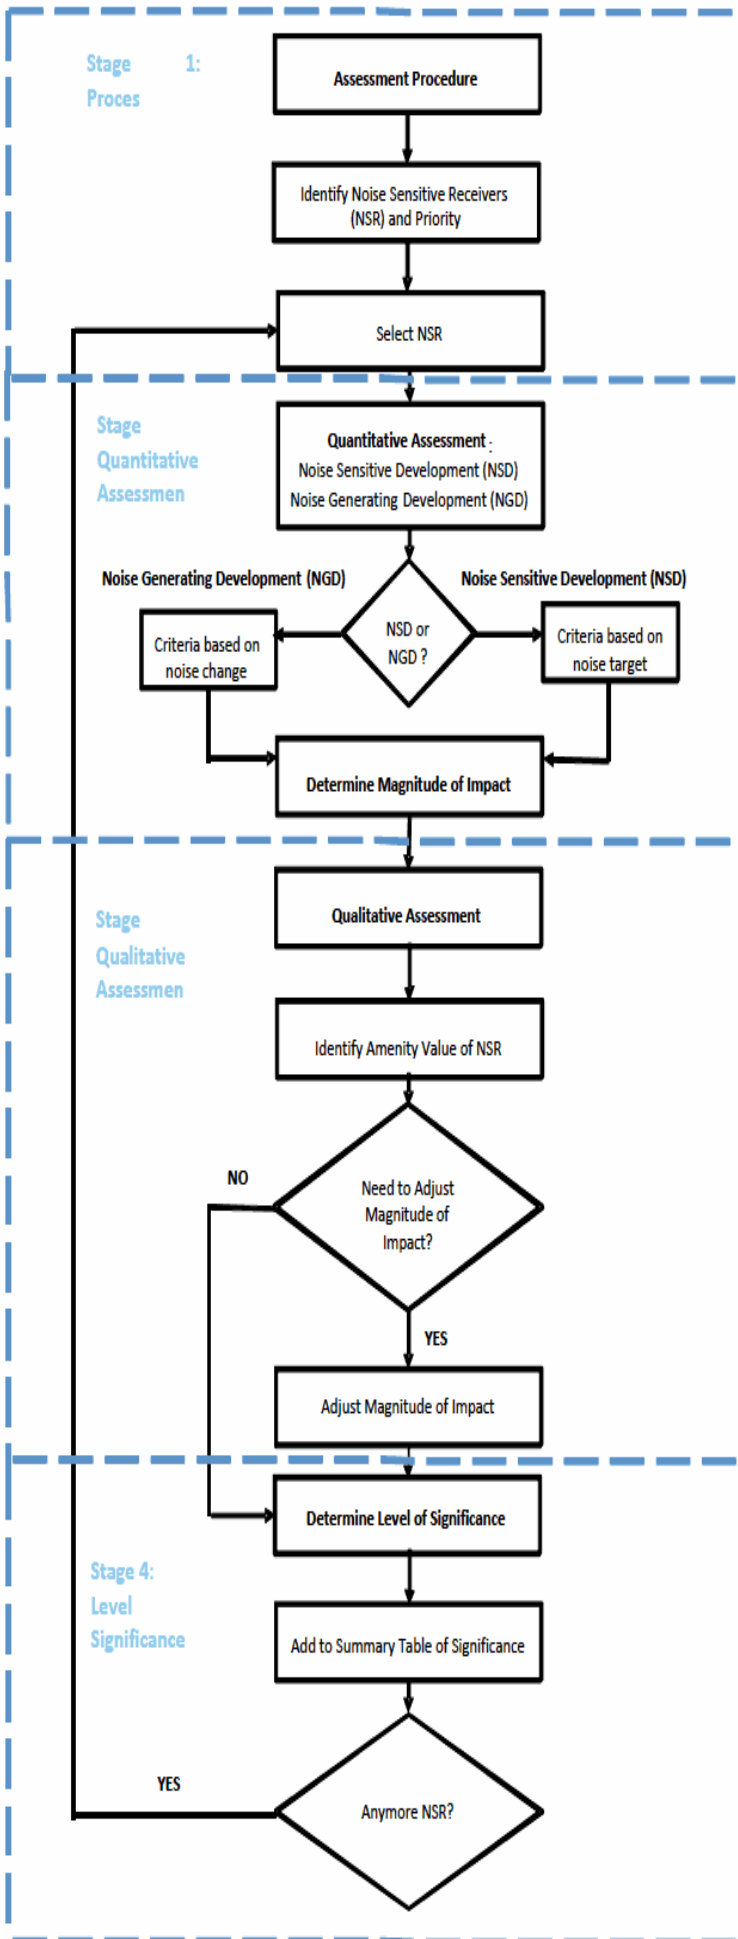 Stage 1:
Proces
Assessment Procedure
Identify Noise Sensitive Receivers
(NSR) and Priority
Select NSR
Stage
Quantitative
Assessmen
Quantitative Assessment :
Noise Sensitive Development (NSD)
Noise Generating Development (NGD)
Noise Generating Development (NGD)
Noise Sensitive Development (NSD)
NSD or
NGD ?
Criteria based on
noise change
Criteria based on
noise target
Determine Magnitude of Impact
Stage
Qualitative
Assessmen
Qualitative Assessment
Identify Amenity Value of NSR
NO
Need to Adjust
Magnitude of
Impact?
YES
Adjust Magnitude of Impact
Determine Level of Significance
Stage 4:
Level
Significance
Add to Summary Table of Significance
YES
Anymore NSR?